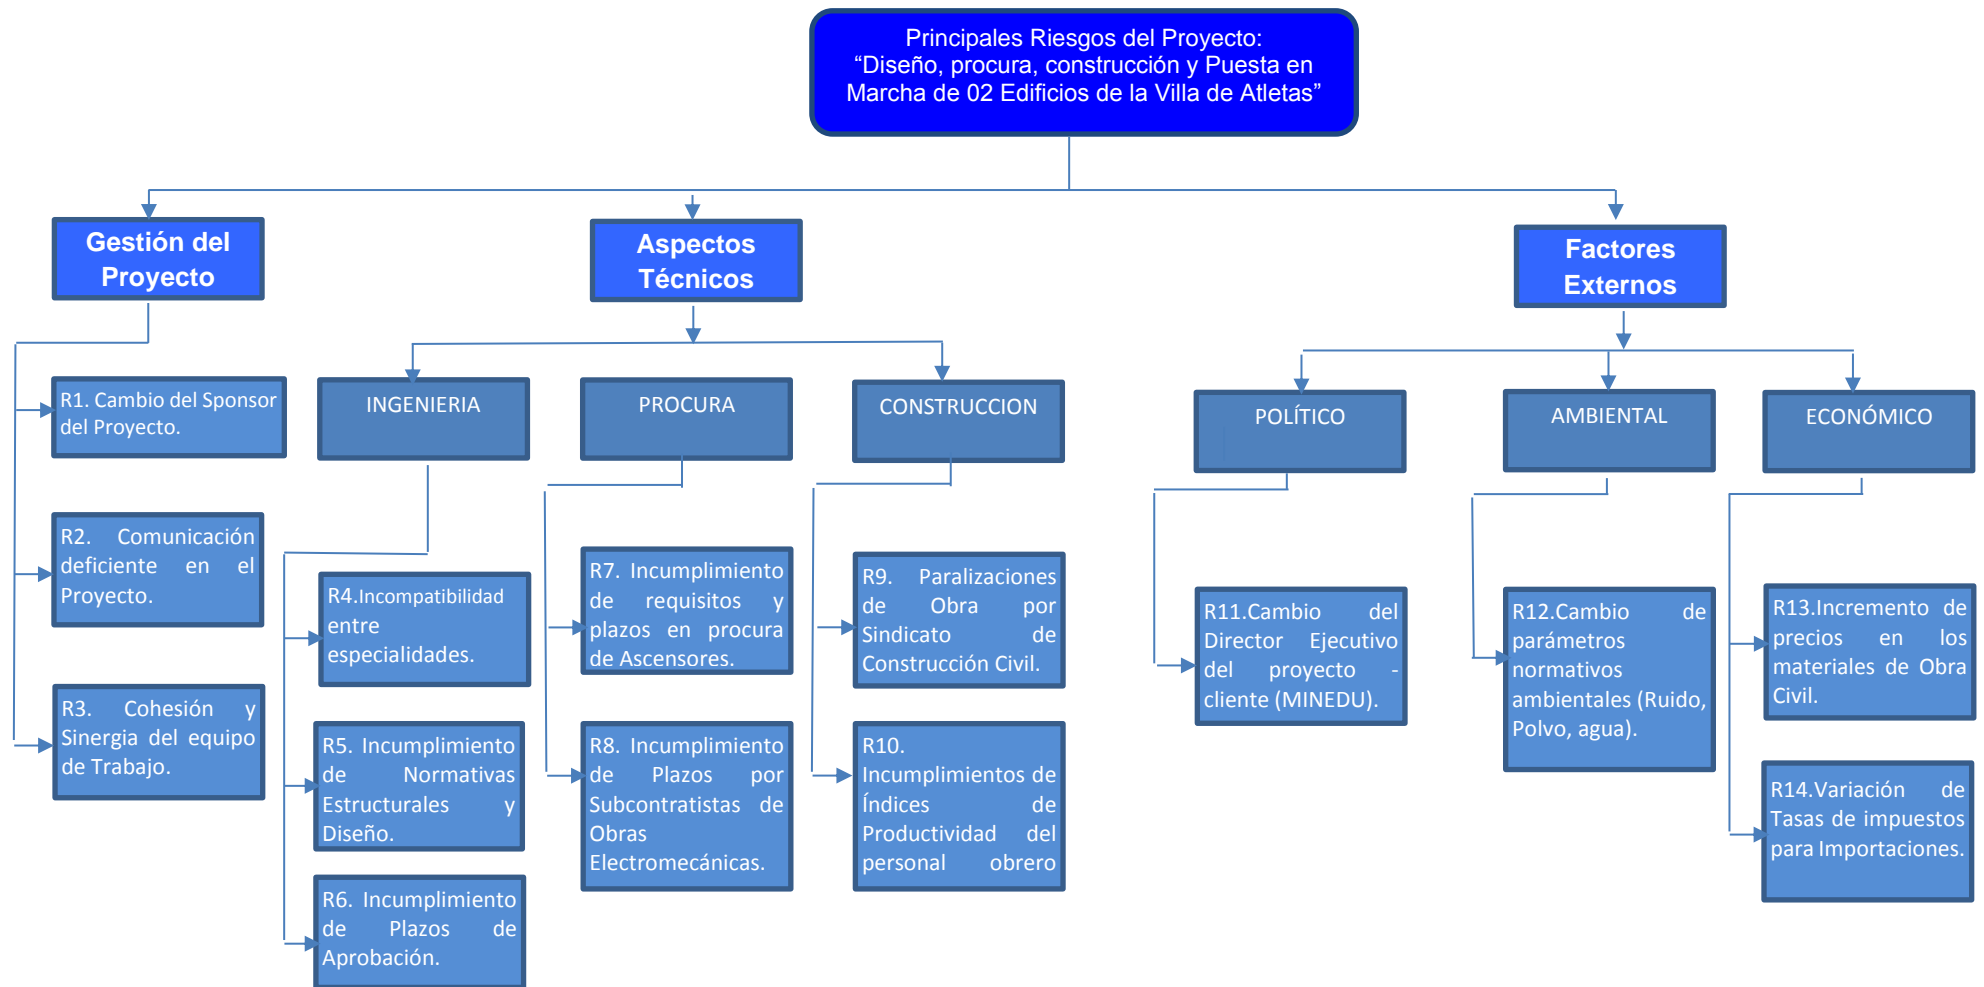 Principales Riesgos del Proyecto:
“Diseño, procura, construcción y Puesta en
Marcha de 02 Edificios de la Villa de Atletas”
Gestión del
Proyecto
Aspectos
Técnicos
Factores
Externos
R1. Cambio del Sponsor
del Proyecto.
R2. Comunicación
deficiente en el
Proyecto.
R3. Cohesión y
Sinergia del equipo
de Trabajo.
INGENIERIA
R4.Incompatibilidad
entre
especialidades.
R5. Incumplimiento
de Normativas
Estructurales y
Diseño.
R6. Incumplimiento
de Plazos de
Aprobación.
PROCURA
R7. Incumplimiento
de requisitos y
plazos en procura
de Ascensores.
R8. Incumplimiento
de Plazos por
Subcontratistas de
Obras
Electromecánicas.
CONSTRUCCION
R9. Paralizaciones
de Obra por
Sindicato de
Construcción Civil.
R10.
Incumplimientos de
Índices de
Productividad del
personal obrero
POLÍTICO
R11.Cambio del
Director Ejecutivo
del proyecto -
cliente (MINEDU).
AMBIENTAL
R12.Cambio de
parámetros
normativos
ambientales (Ruido,
Polvo, agua).
ECONÓMICO
R13.Incremento de
precios en los
materiales de Obra
Civil.
R14.Variación de
Tasas de impuestos
para Importaciones.